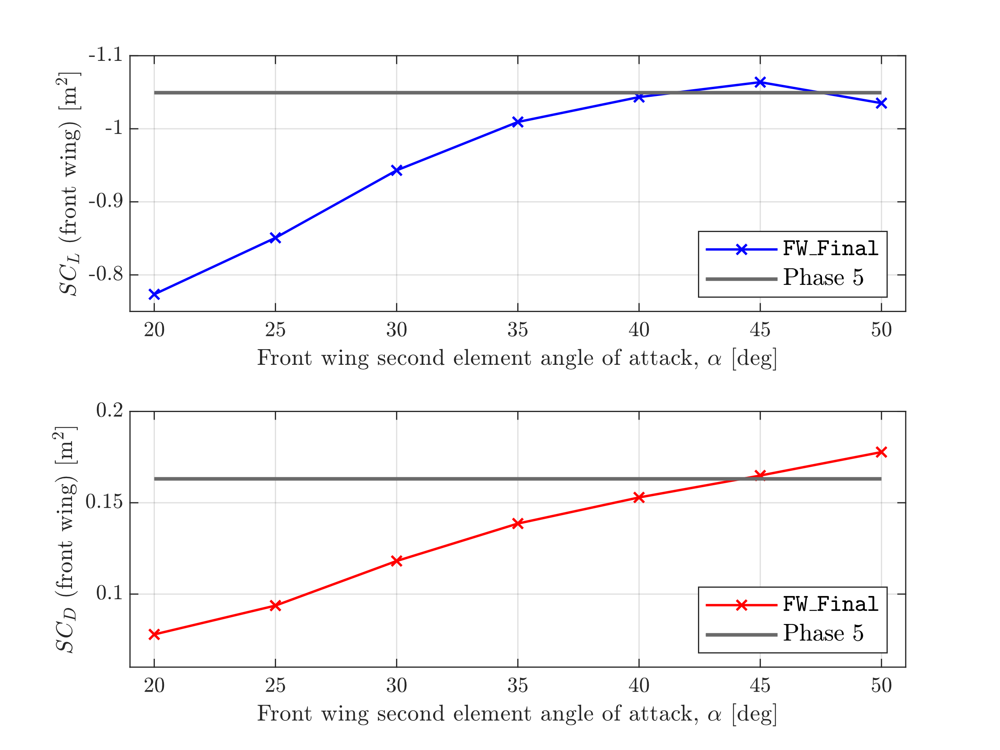 -1.1
-1
-0.9
-0.8
SC_L (front wing) [m²]
FW_Final
Phase 5
20 25 30 35 40 45 50
Front wing second element angle of attack, α [deg]
0.2
0.15
0.1
SC_D (front wing) [m²]
FW_Final
Phase 5
20 25 30 35 40 45 50
Front wing second element angle of attack, α [deg]